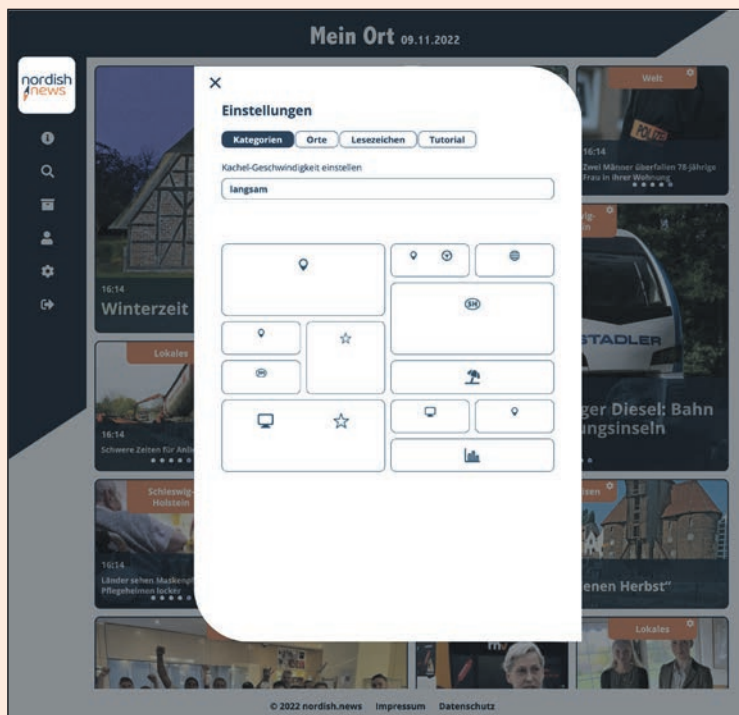 Mein Ort 09.11.2022
nordish
news
Einstellungen
Kategorien Orte Lesezeichen Tutorial
Kachel-Geschwindigkeit einstellen
langsam
SH
SH
Welt
POLIZEI
16:14
Zwei Männer überfallen 78-jährige
Frau in ihrer Wohnung
16:14
Winterzeit
STADLER
ger Diesel: Bahn
ungsinseln
Lokales
16:14
Schwere Zeiten für
Schleswig-
Holstein
16:14
Länder sehen
Pflegeheimen locker
enen Herbst“
Lokales
© 2022 nordish.news Impressum Datenschutz